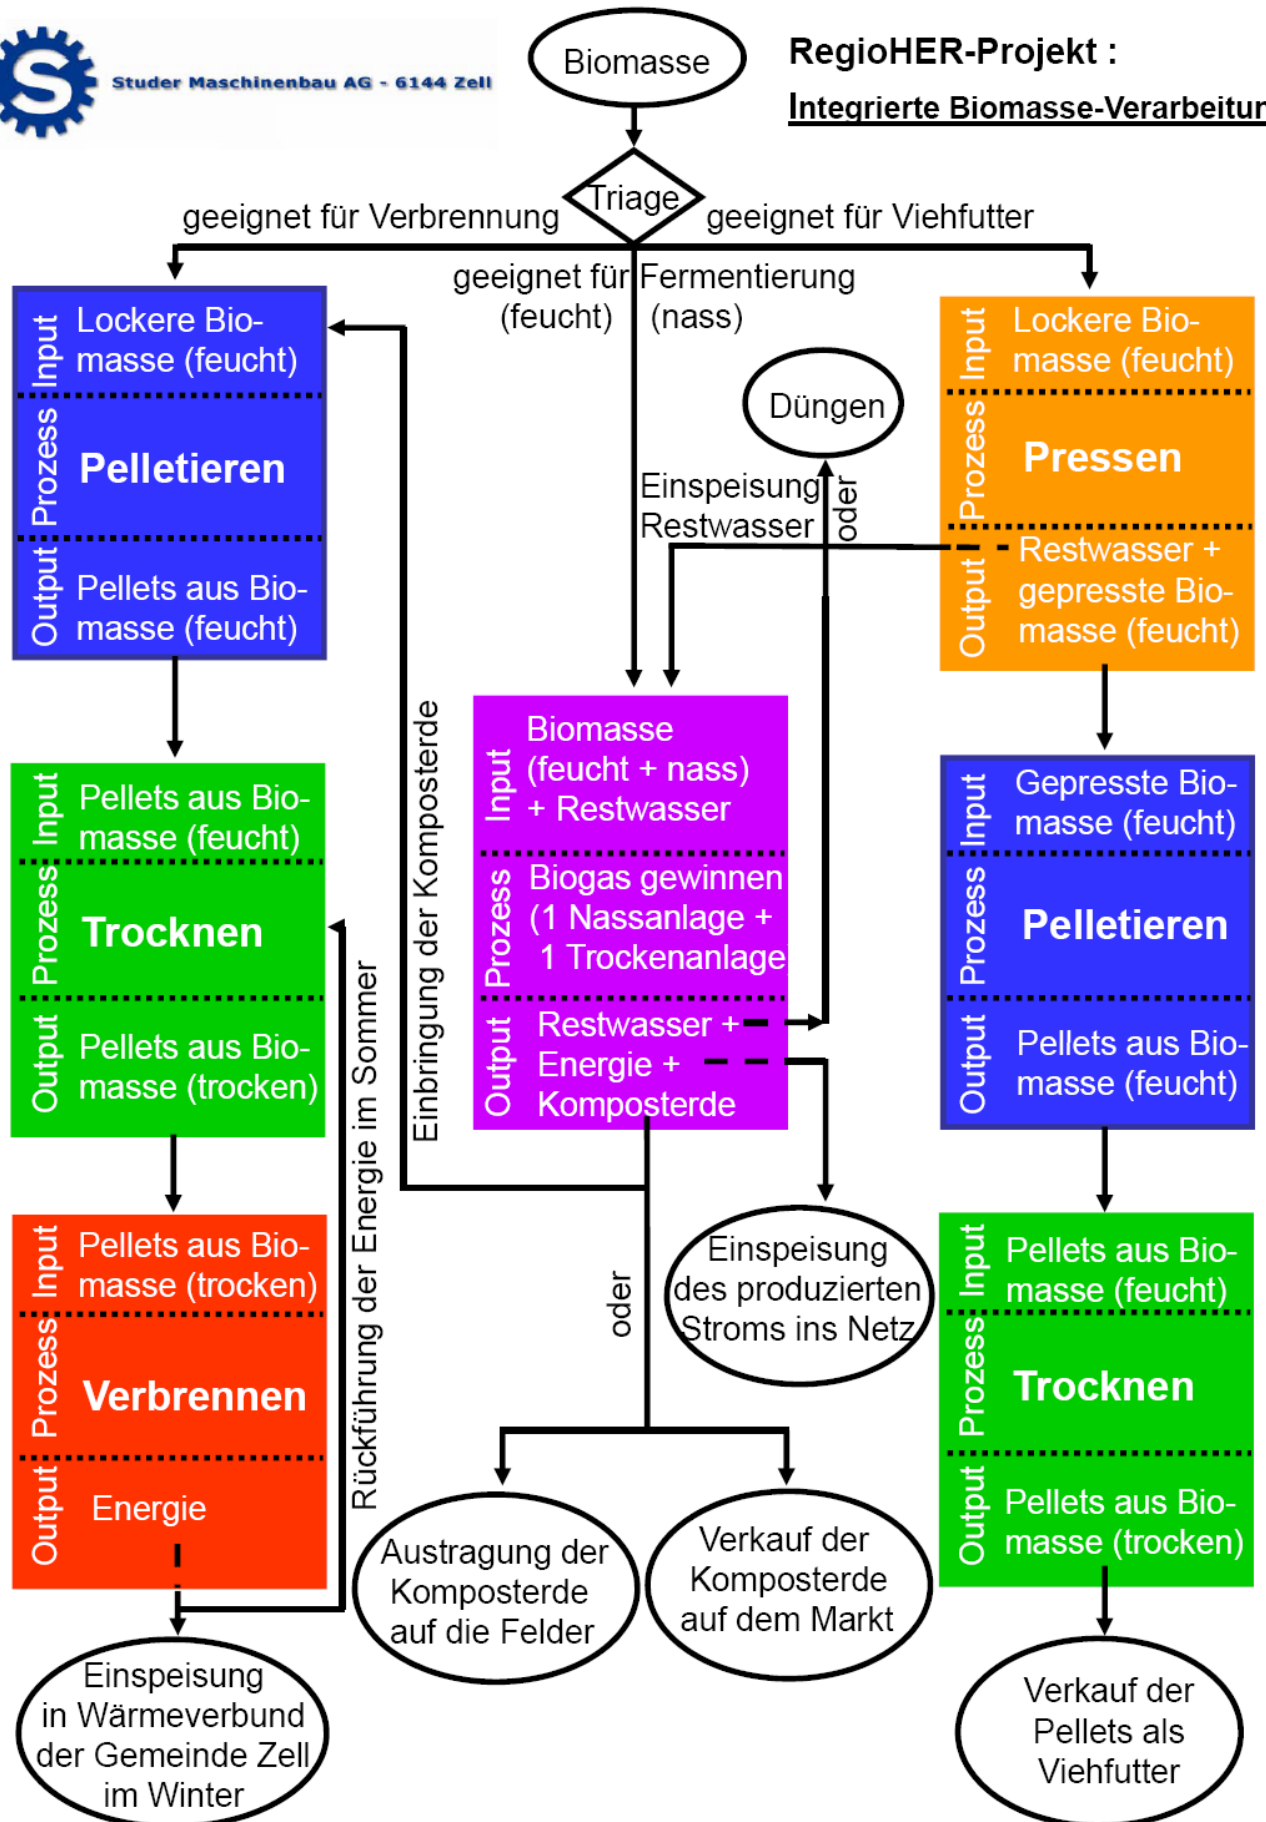 S
Studer Maschinenbau AG - 6144 Zell
RegioHER-Projekt :
Integrierte Biomasse-Verarbeitun
Biomasse
Triage
geeignet für Verbrennung
geeignet für Viehfutter
geeignet für Fermentierung
(feucht) (nass)
Input
Lockere Bio-
masse (feucht)
Prozess
Pelletieren
Output
Pellets aus Bio-
masse (feucht)
Input
Pellets aus Bio-
masse (feucht)
Prozess
Trocknen
Output
Pellets aus Bio-
masse (trocken)
Input
Pellets aus Bio-
masse (trocken)
Prozess
Verbrennen
Output
Energie
Einspeisung
in Wärmeverbund
der Gemeinde Zell
im Winter
Rückführung der Energie im Sommer
Einbringung der Komposterde
Düngen
oder
Einspeisung
Restwasser
Input
Biomasse
(feucht + nass)
+ Restwasser
Prozess
Biogas gewinnen
(1 Nassanlage +
1 Trockenanlage
Output
Restwasser +
Energie +
Komposterde
oder
Einspeisung
des produzierten
Stroms ins Netz
Austragung der
Komposterde
auf die Felder
Verkauf der
Komposterde
auf dem Markt
Input
Lockere Bio-
masse (feucht)
Prozess
Pressen
Output
Restwasser +
gepresste Bio-
masse (feucht)
Input
Gepresste Bio-
masse (feucht)
Prozess
Pelletieren
Output
Pellets aus Bio-
masse (feucht)
Input
Pellets aus Bio-
masse (feucht)
Prozess
Trocknen
Output
Pellets aus Bio-
masse (trocken)
Verkauf der
Pellets als
Viehfutter